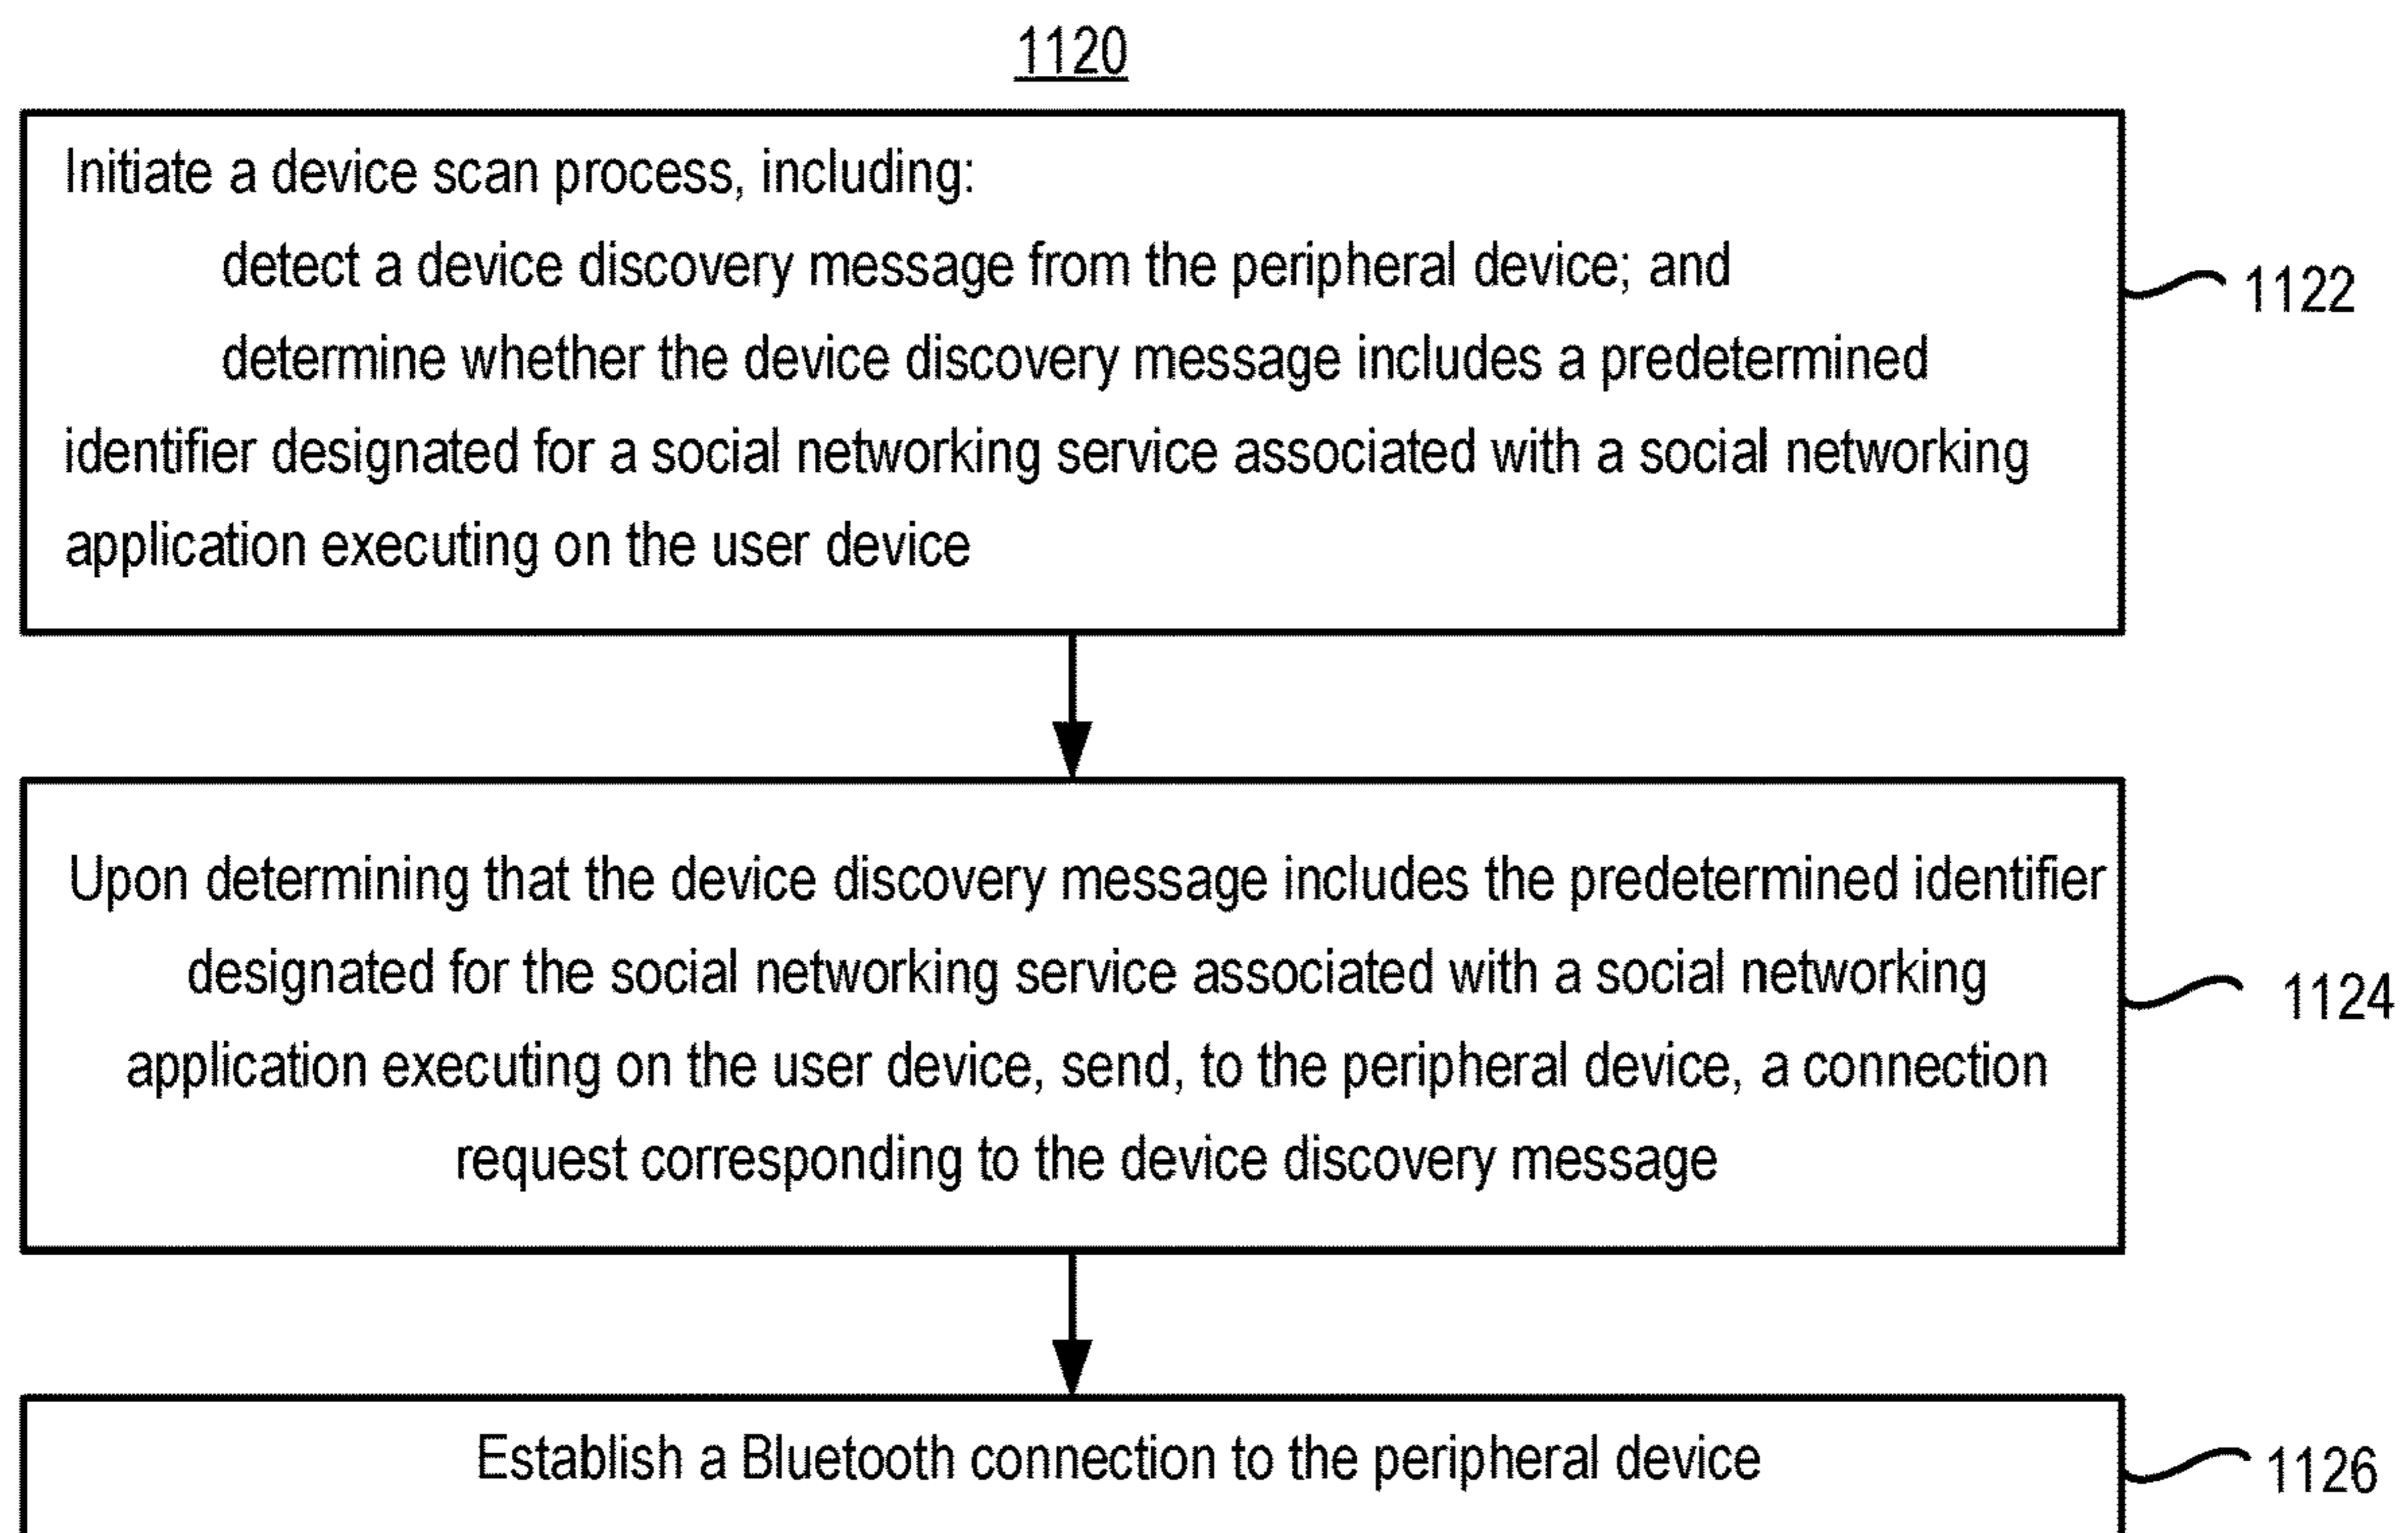 1120
Initiate a device scan process, including:
detect a device discovery message from the peripheral device; and
determine whether the device discovery message includes a predetermined
identifier designated for a social networking service associated with a social networking
application executing on the user device
1122
Upon determining that the device discovery message includes the predetermined identifier
designated for the social networking service associated with a social networking
application executing on the user device, send, to the peripheral device, a connection
request corresponding to the device discovery message
1124
Establish a Bluetooth connection to the peripheral device
1126